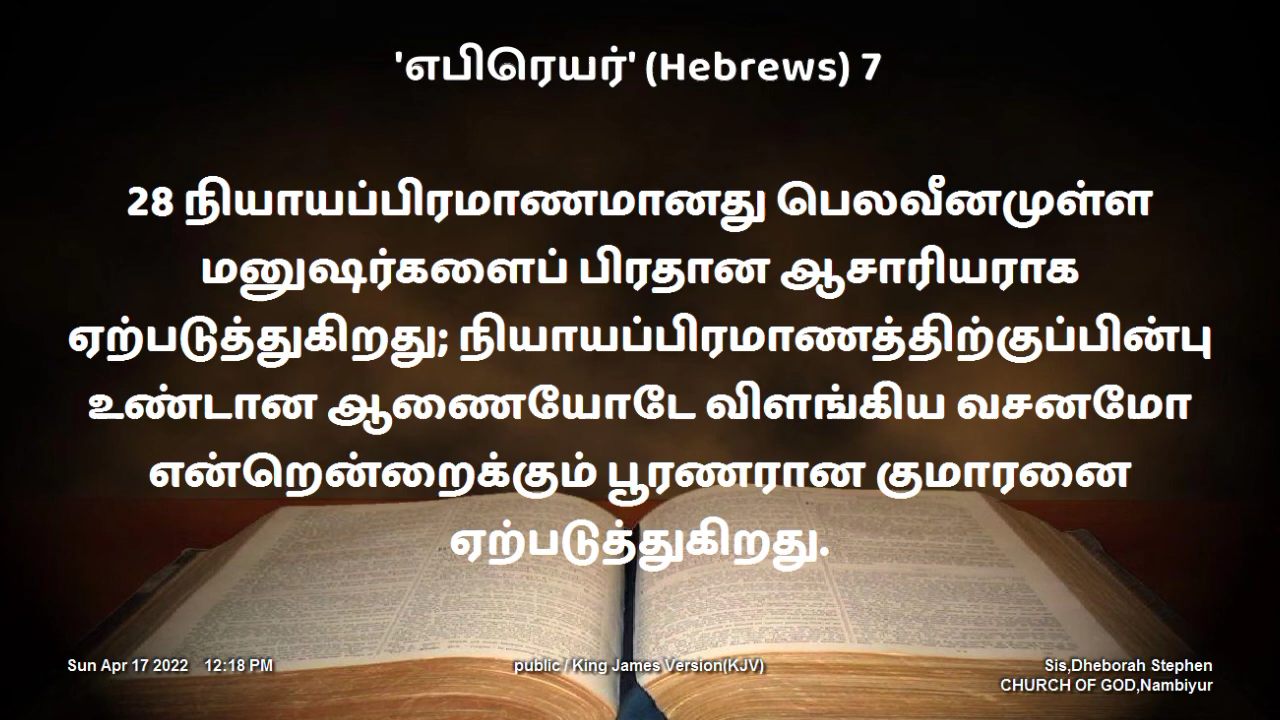 'எபிரெயர்' (Hebrews) 7
28 நியாயப்பிரமாணமானது பெலவீனமுள்ள
மனுஷர்களைப் பிரதான ஆசாரியராக
ஏற்படுத்துகிறது; நியாயப்பிரமாணத்திற்குப்பின்பு
உண்டான ஆணையோடே விளங்கிய வசனமோ
என்றென்றைக்கும் பூரணரான குமாரனை
ஏற்படுத்துகிறது.
Sun Apr 17 2022 12:18 PM
public / King James Version(KJV)
Sis,Dheborah Stephen
CHURCH OF GOD,Nambiyur